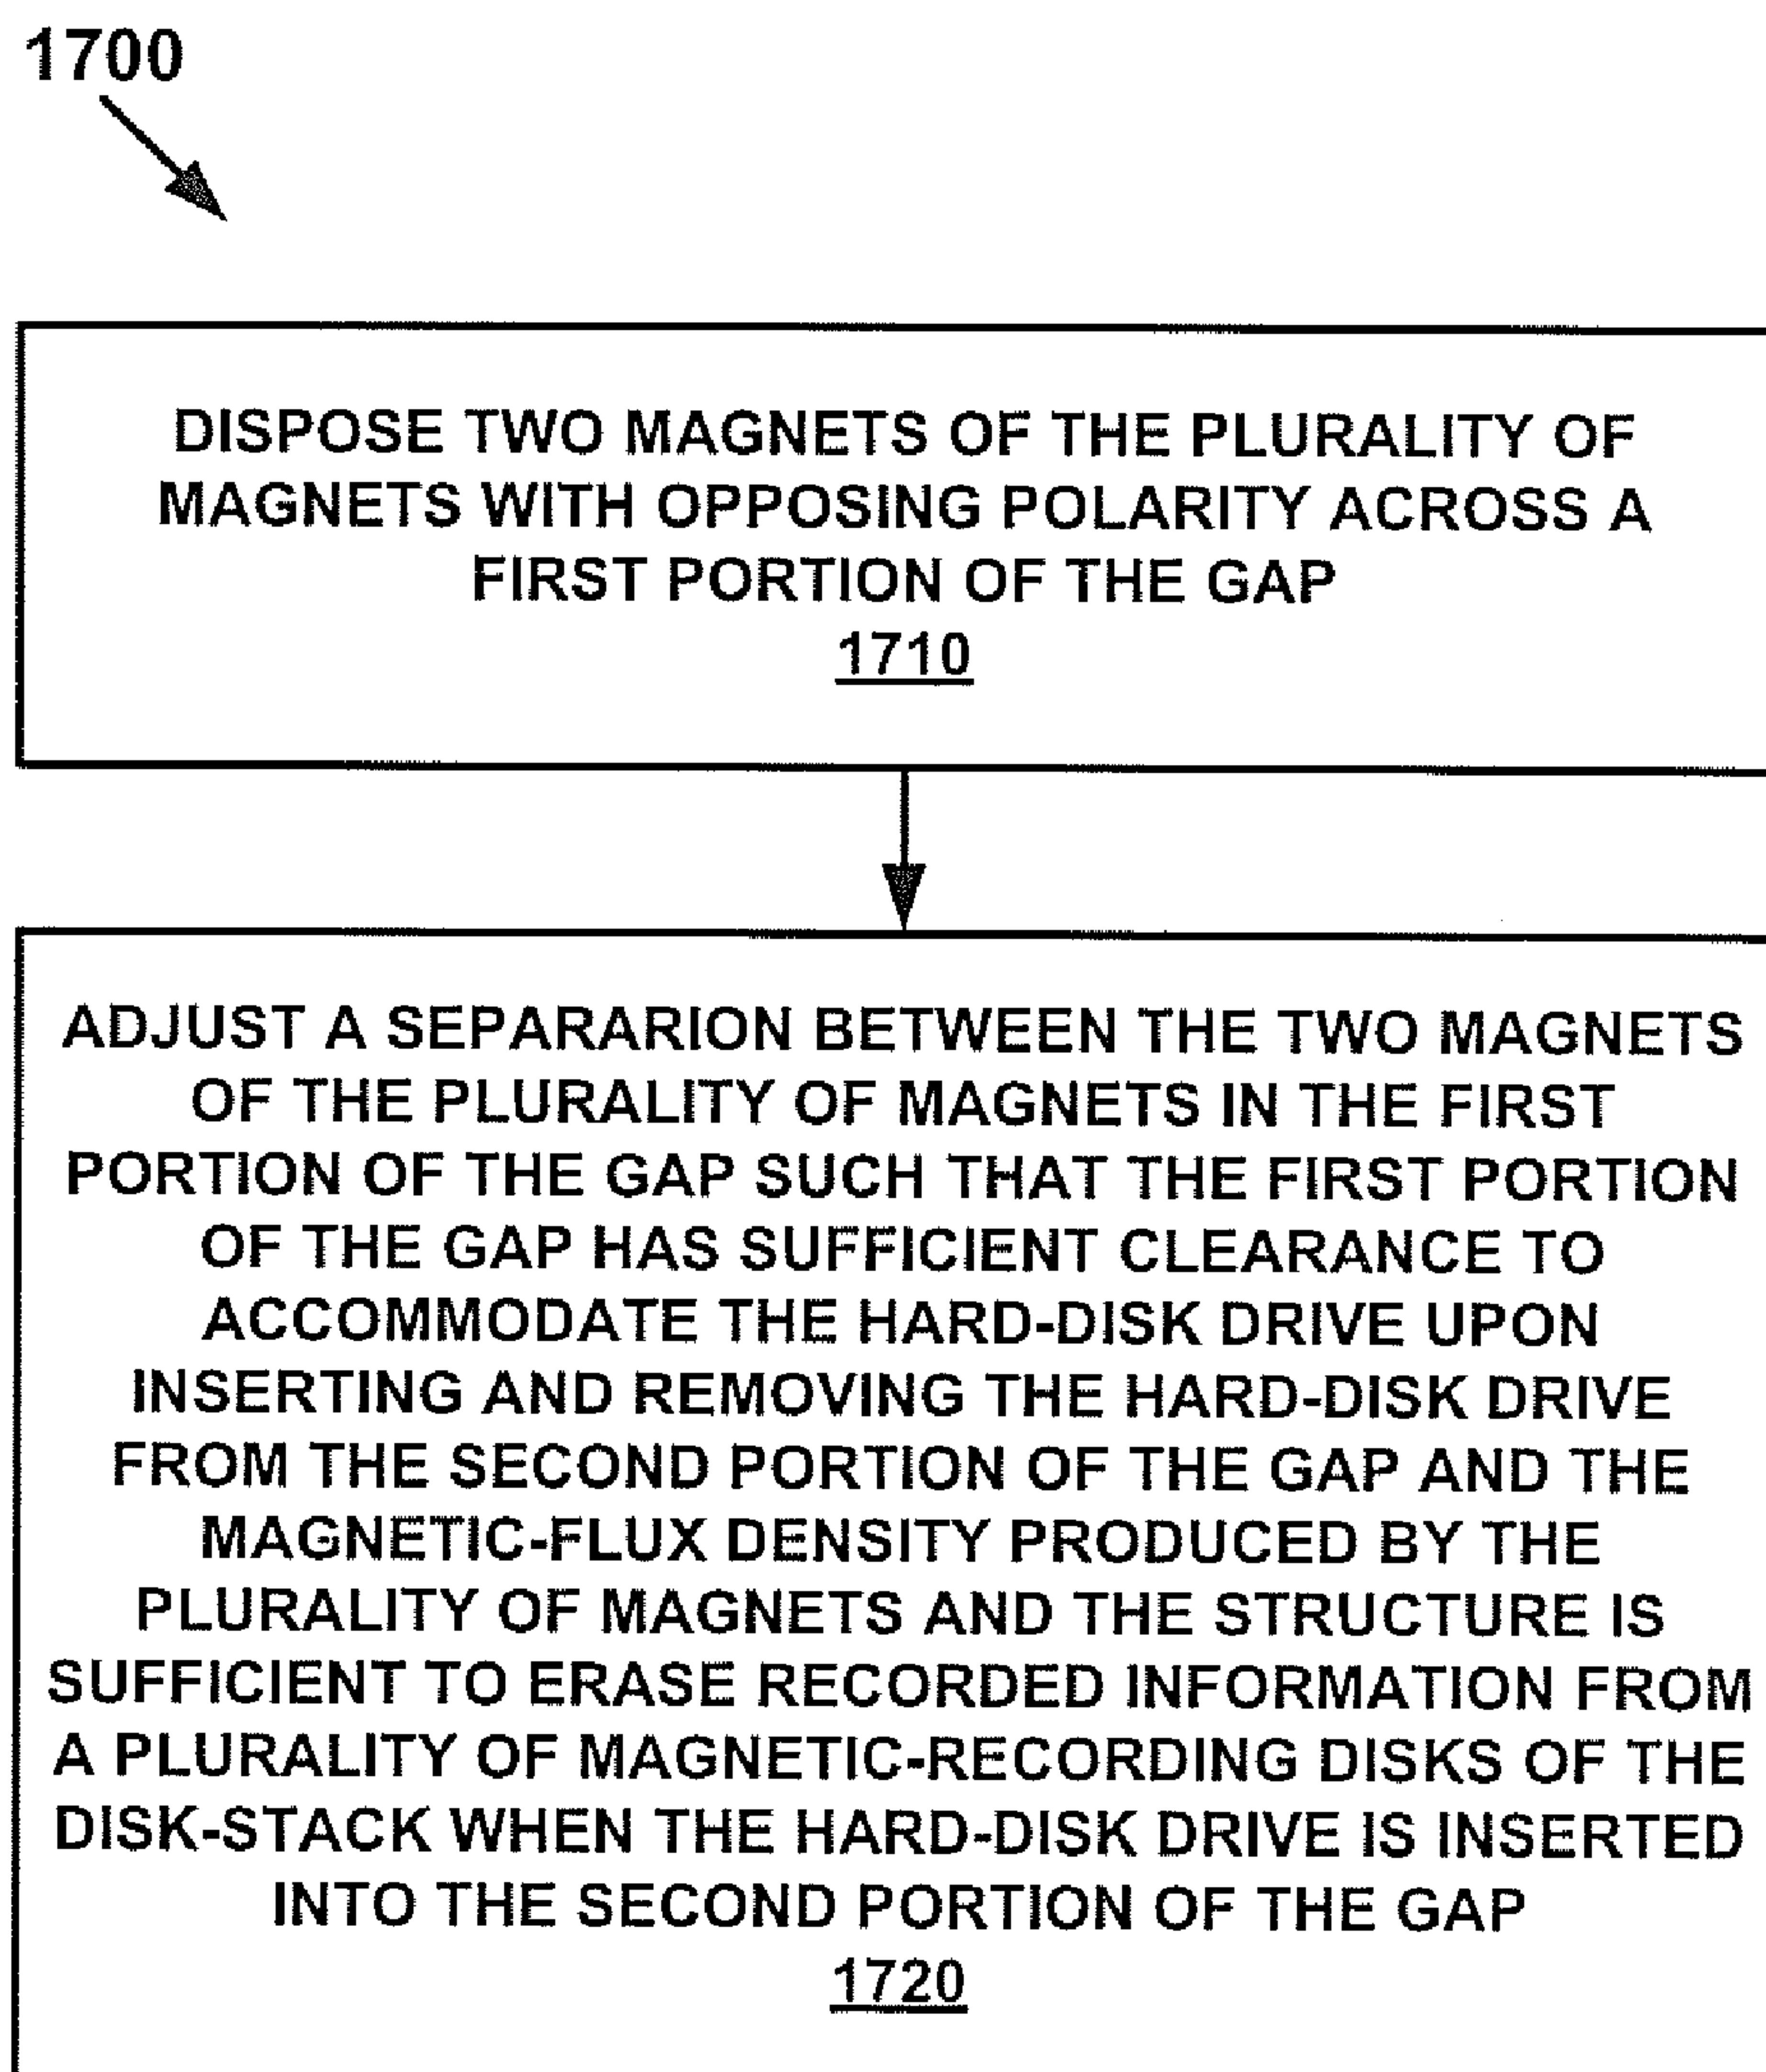 1700
DISPOSE TWO MAGNETS OF THE PLURALITY OF
MAGNETS WITH OPPOSING POLARITY ACROSS A
FIRST PORTION OF THE GAP
1710
ADJUST A SEPARARION BETWEEN THE TWO MAGNETS
OF THE PLURALITY OF MAGNETS IN THE FIRST
PORTION OF THE GAP SUCH THAT THE FIRST PORTION
OF THE GAP HAS SUFFICIENT CLEARANCE TO
ACCOMMODATE THE HARD-DISK DRIVE UPON
INSERTING AND REMOVING THE HARD-DISK DRIVE
FROM THE SECOND PORTION OF THE GAP AND THE
MAGNETIC-FLUX DENSITY PRODUCED BY THE
PLURALITY OF MAGNETS AND THE STRUCTURE IS
SUFFICIENT TO ERASE RECORDED INFORMATION FROM
A PLURALITY OF MAGNETIC-RECORDING DISKS OF THE
DISK-STACK WHEN THE HARD-DISK DRIVE IS INSERTED
INTO THE SECOND PORTION OF THE GAP
1720